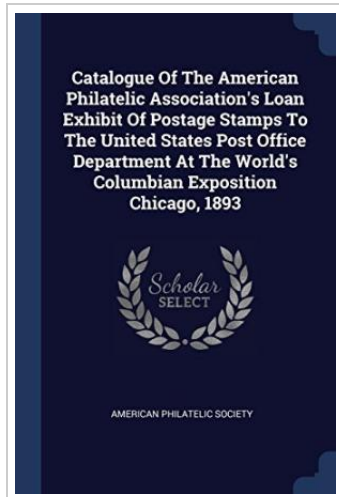 Catalogue Of The American
Philatelic Association's Loan
Exhibit Of Postage Stamps To
The United States Post Office
Department At The World's
Columbian Exposition
Chicago, 1893
Scholar
SELECT
AMERICAN PHILATELIC SOCIETY